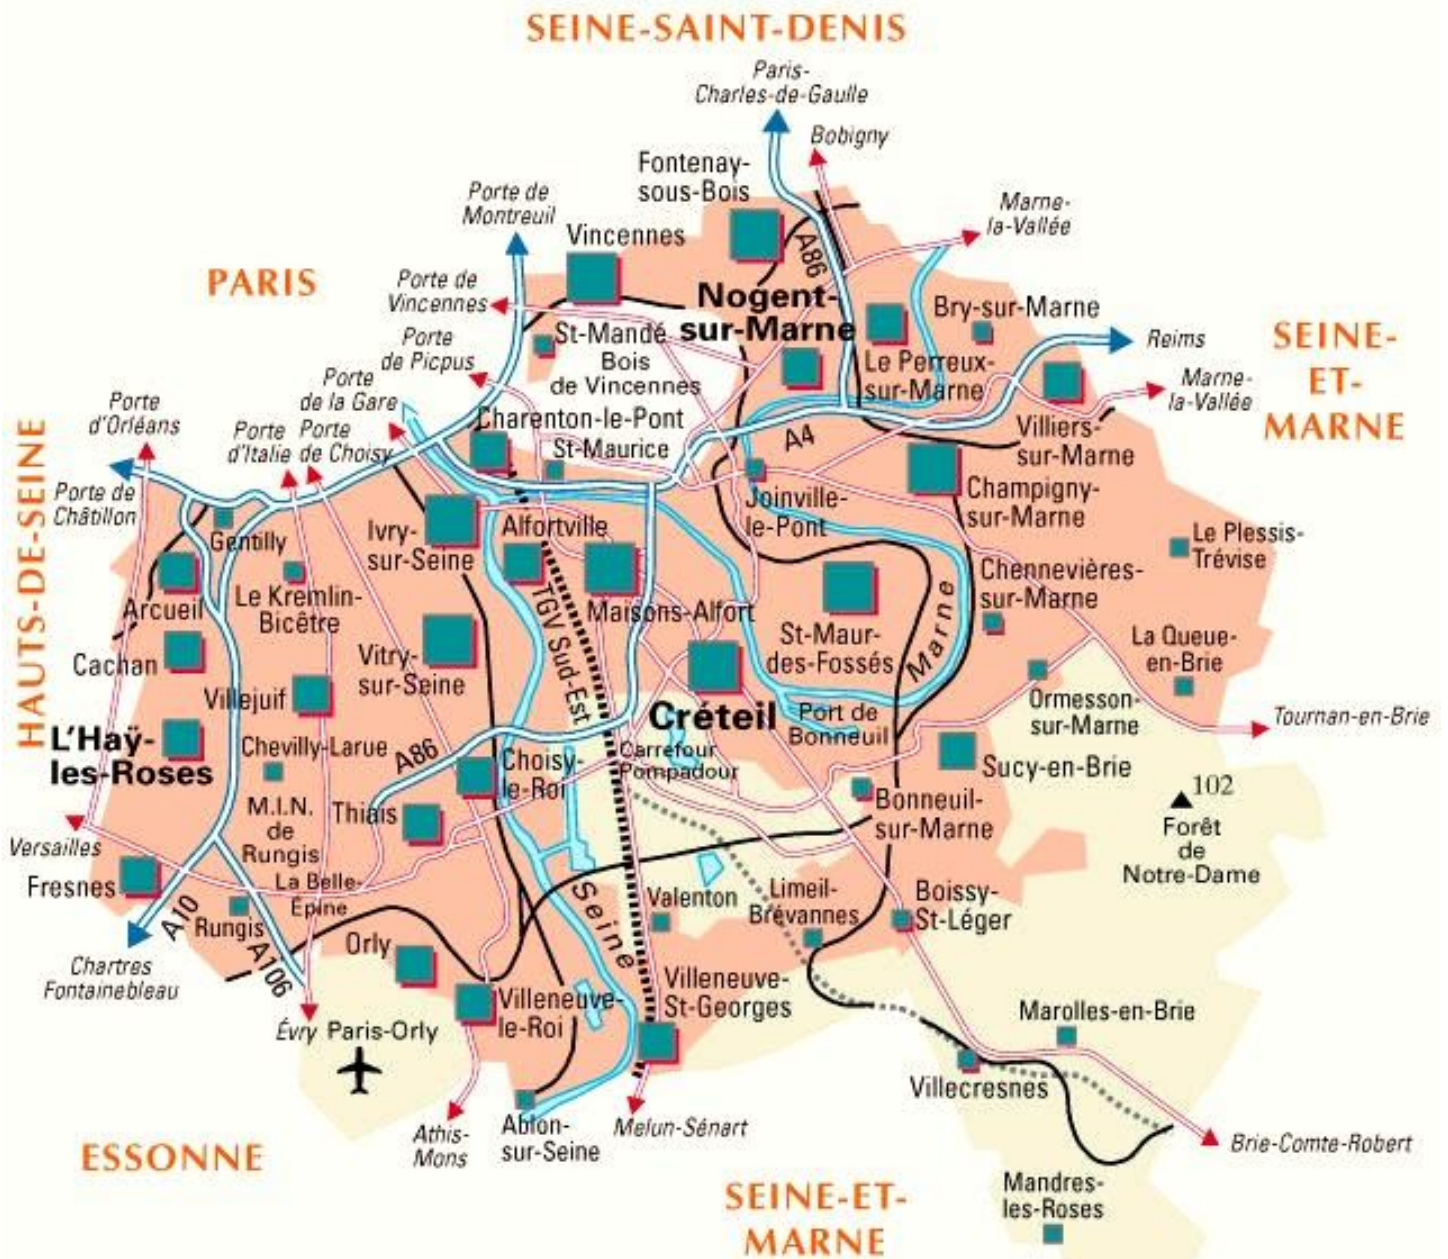 SEINE-SAINT-DENIS
Paris-
Charles-de-Gaulle
Bobigny
Fontenay-
sous-Bois
Porte de
Montreuil
Marne-
la-Vallée
Vincennes
A86
PARIS
Porte de
Vincennes
Nogent-
sur-Marne
Bry-sur-Marne
St-Mandé
Bois
de Vincennes
Porte
de Picpus
Le Perreux-
sur-Marne
Reims
SEINE-
ET-
MARNE
Marne-
la-Vallée
Porte
de la Gare
Charenton-le-Pont
St-Maurice
A4
Villiers-
sur-Marne
Porte
d'Orléans
Porte
d'Italie
Porte
de Choisy
HAUTS-DE-SEINE
Porte de
Châtillon
Joinville-
le-Pont
Champigny-
sur-Marne
Gentilly
Ivry-
sur-Seine
Alfortville
Le Plessis-
Trévise
Arcueil
Le Kremlin-
Bicêtre
Maisons-Alfort
TGV Sud-Est
Chennevières-
sur-Marne
Marne
St-Maur-
des-Fossés
La Queue-
en-Brie
Cachan
Vitry-
sur-Seine
Villejuif
Ormesson-
sur-Marne
Créteil
Port de
Bonneuil
Tournan-en-Brie
L'Haÿ-
les-Roses
Chevilly-Larue
A86
Choisy-
le-Roi
Carrefour
Pompadour
Sucy-en-Brie
102
Forêt
de
Notre-Dame
M.I.N.
de
Rungis
Thiais
Bonneuil-
sur-Marne
Versailles
Fresnes
La Belle-
Épine
Seine
Valenton
Limeil-
Brévannes
Boissy-
St-Léger
A10
Rungis
A106
Orly
Chartres
Fontainebleau
Villeneuve-
St-Georges
Villeneuve-
le-Roi
Évry
Paris-Orly
Marolles-en-Brie
Villecresnes
Athis-
Mons
Ablon-
sur-Seine
Melun-Sénart
Brie-Comte-Robert
ESSONNE
SEINE-ET-
MARNE
Mandres-
les-Roses